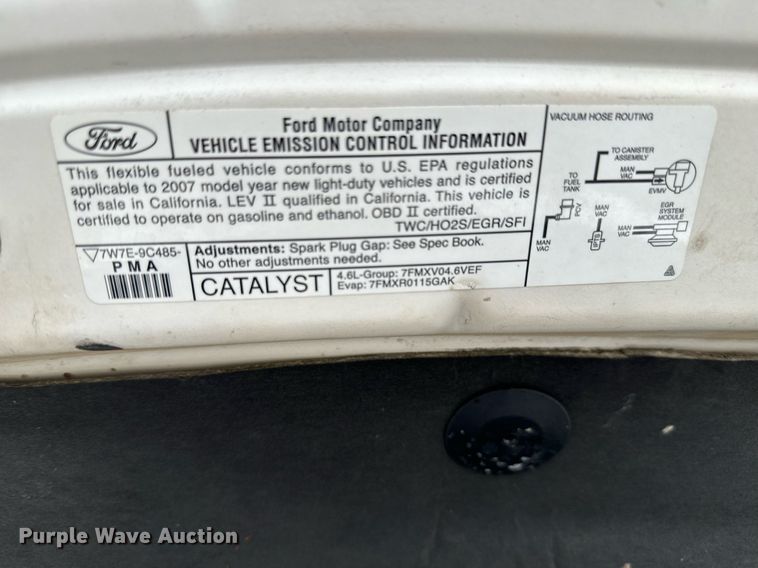 Ford
Ford Motor Company
VEHICLE EMISSION CONTROL INFORMATION
This flexible fueled vehicle conforms to U.S. EPA regulations
applicable to 2007 model year new light-duty vehicles and is certified
for sale in California. LEV II qualified in California. This vehicle is
certified to operate on gasoline and ethanol. OBD II certified.
TWC/HO2S/EGR/SFI
7W7E-9C485-
PMA
Adjustments: Spark Plug Gap: See Spec Book.
No other adjustments needed.
CATALYST
4.6L-Group: 7FMXV04.6VEF
Evap: 7FMXR0115GAK
VACUUM HOSE ROUTING
TO CANISTER
ASSEMBLY
TO
FUEL
TANK
MAN
VAC
EVMV
PCV
MAN
VAC
MAN
VAC
IPTS
EGR SYSTEM
MODULE
MAN
VAC
Purple Wave Auction